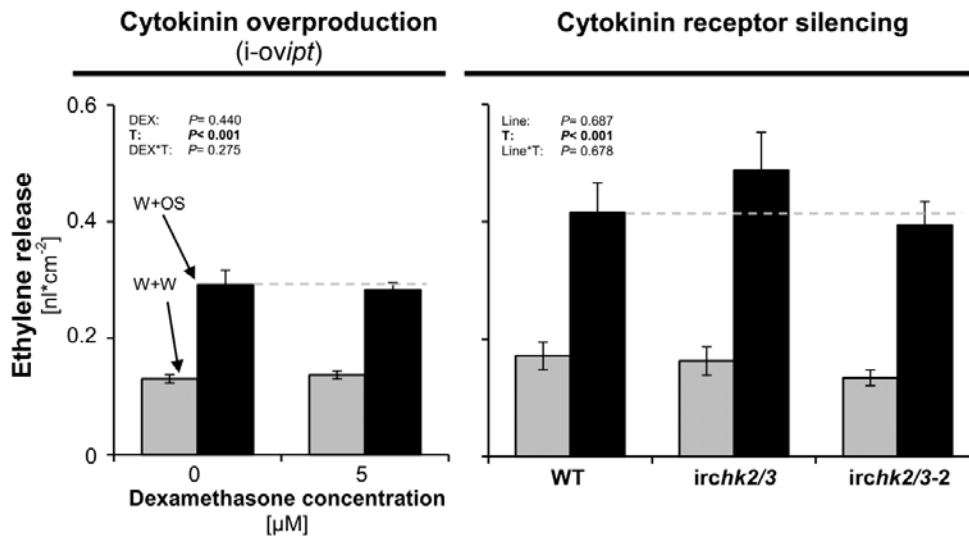 Cytokinin overproduction
(i-ovipt)
Cytokinin receptor silencing
Ethylene release
[nl*cm-2]
0.6
0.4
0.2
0
DEX: P= 0.440
T: P< 0.001
DEX*T: P= 0.275
W+OS
W+W
0
5
Dexamethasone concentration
[µM]
Line: P= 0.687
T: P< 0.001
Line*T: P= 0.678
WT
irchk2/3
irchk2/3-2